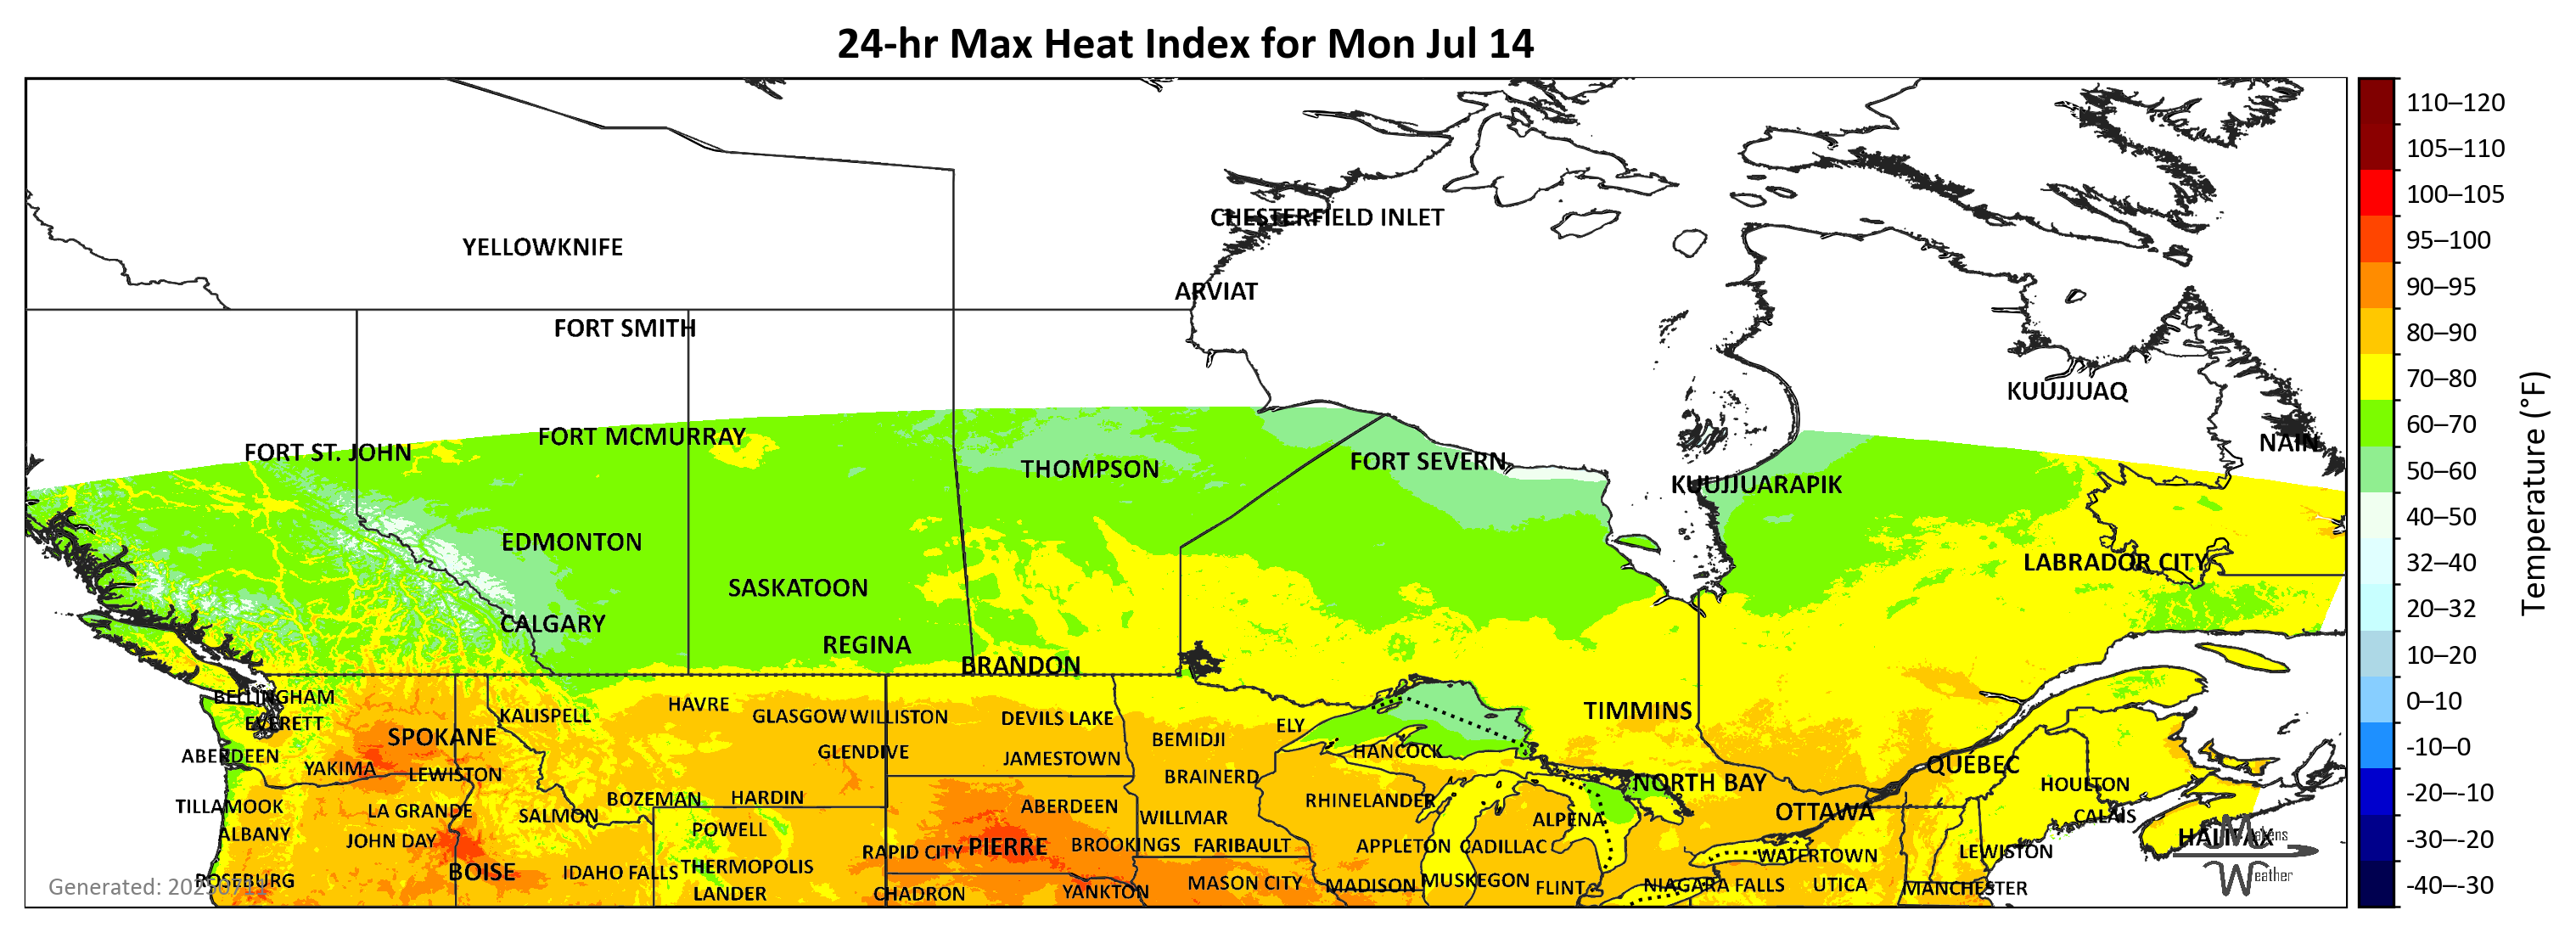 24-hr Max Heat Index for Mon Jul 14
110–120
105–110
CHESTERFIELD INLET
100–105
YELLOWKNIFE
95–100
ARVIAT
90–95
FORT SMITH
80–90
KUUJJUAQ
70–80
FORT ST. JOHN
FORT MCMURRAY
60–70
NAIN
THOMPSON
FORT SEVERN
KUUJJUARAPIK
50–60
EDMONTON
40–50
LABRADOR CITY
32–40
SASKATOON
20–32
CALGARY
REGINA
BRANDON
10–20
Temperature (°F)
BELLINGHAM
EVERETT
KALISPELL
HAVRE
GLASGOW
WILLISTON
DEVILS LAKE
ELY
TIMMINS
0–10
SPOKANE
BEMIDJI
HANCOCK
-10–0
ABERDEEN
GLENDIVE
JAMESTOWN
YAKIMA
LEWISTON
BRAINERD
NORTH BAY
QUÉBEC
HOULTON
-20–-10
TILLAMOOK
LA GRANDE
SALMON
BOZEMAN
HARDIN
ABERDEEN
WILLMAR
RHINELANDER
ALPENA
OTTAWA
CALAIS
ALBANY
JOHN DAY
POWELL
RAPID CITY
PIERRE
BROOKINGS
FARIBAULT
APPLETON
CADILLAC
WATERTOWN
LEWISTON
HALIFAX
-30–-20
BOISE
IDAHO FALLS
THERMOPOLIS
ROSEBURG
LANDER
CHADRON
YANKTON
MASON CITY
MADISON
MUSKEGON
FLINT
NIAGARA FALLS
UTICA
MANCHESTER
Weather
-40–-30
Generated: 20250711